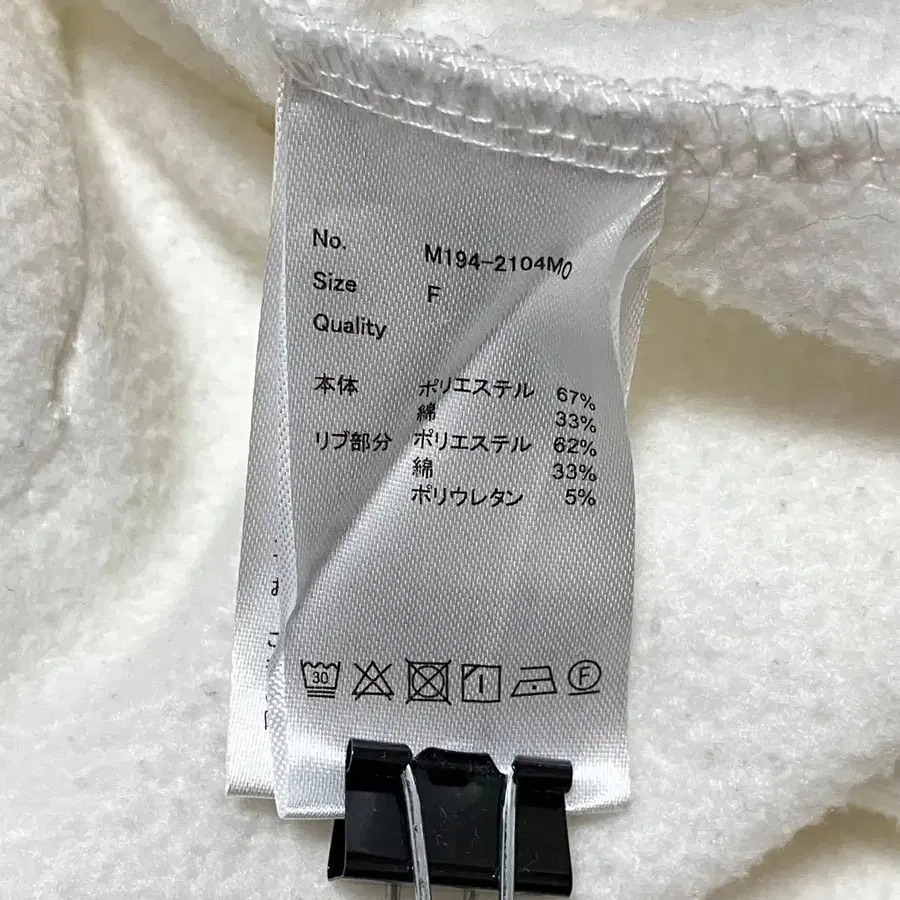 No. M194-2104M0
Size F
Quality
本体 ポリエステル 67%
綿 33%
リブ部分 ポリエステル 62%
綿 33%
ポリウレタン 5%
30 F